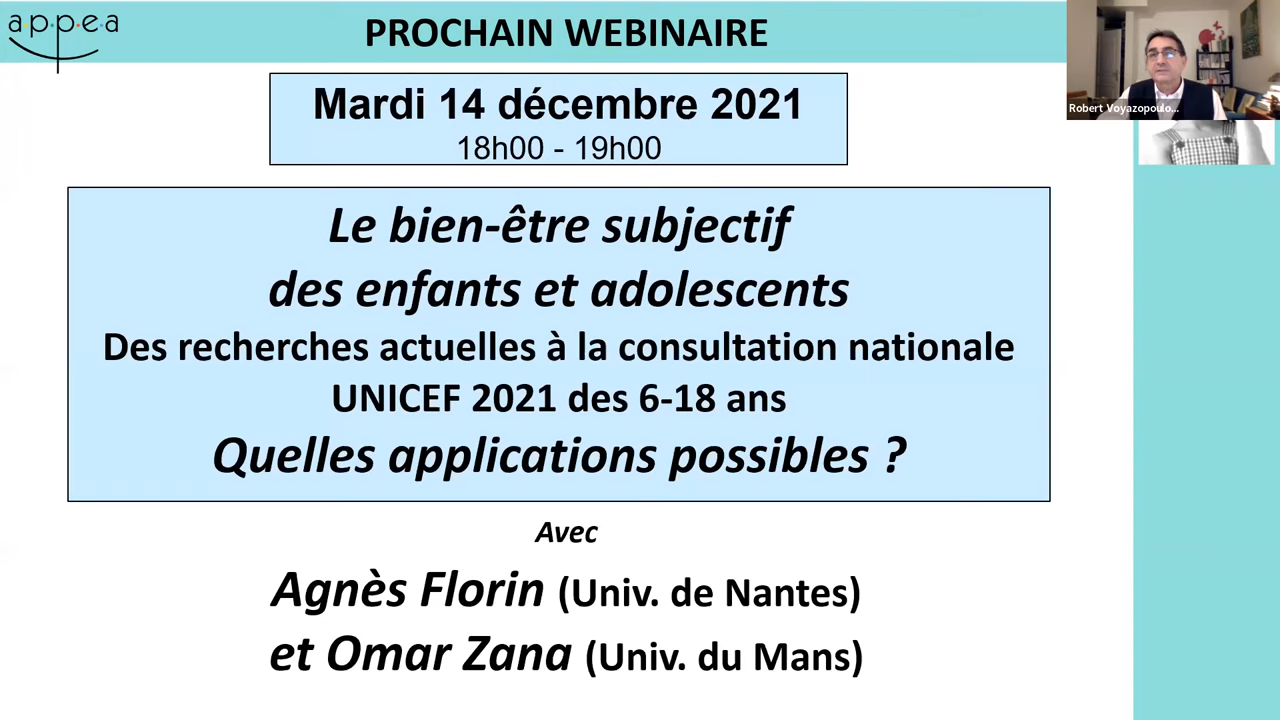 appea
PROCHAIN WEBINAIRE
Robert Voyazopoulo...
Mardi 14 décembre 2021
18h00 - 19h00
Le bien-être subjectif
des enfants et adolescents
Des recherches actuelles à la consultation nationale
UNICEF 2021 des 6-18 ans
Quelles applications possibles ?
Avec
Agnès Florin (Univ. de Nantes)
et Omar Zana (Univ. du Mans)